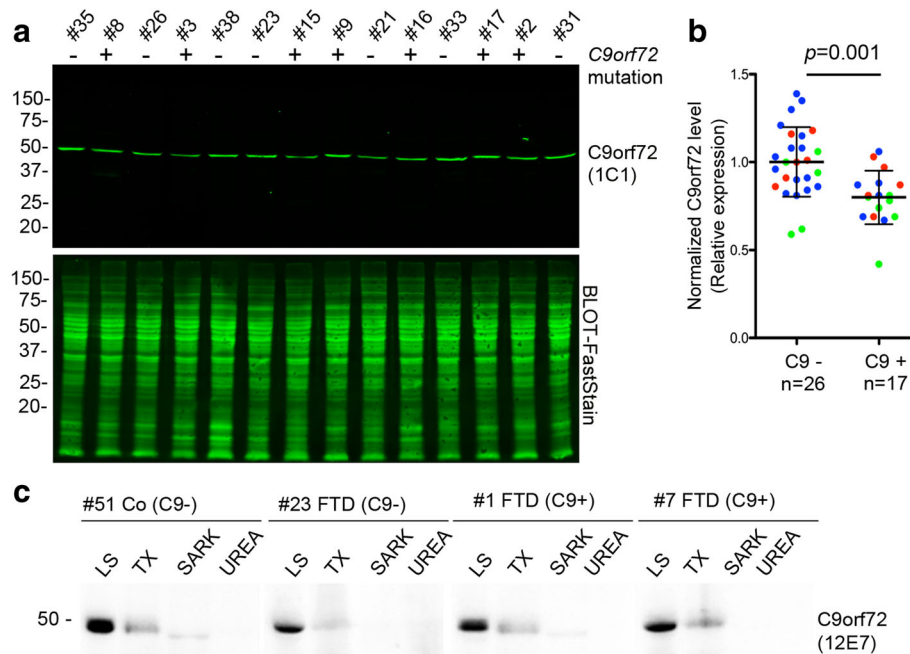 a
#35 #8 #26 #3 #38 #23 #15 #9 #21 #16 #33 #17 #2 #31
- + - + - - + + - + - + + - C9orf72
mutation
150-
75-
50-
37-
25-
20-
C9orf72
(1C1)
150-
75-
50-
37-
25-
20-
BLOT-FastStain
b
p=0.001
Normalized C9orf72 level
(Relative expression)
1.5
1.0
0.5
0.0
C9 - C9 +
n=26 n=17
c
#51 Co (C9-) #23 FTD (C9-) #1 FTD (C9+) #7 FTD (C9+)
LS TX SARK UREA LS TX SARK UREA LS TX SARK UREA LS TX SARK UREA
50 -
C9orf72
(12E7)